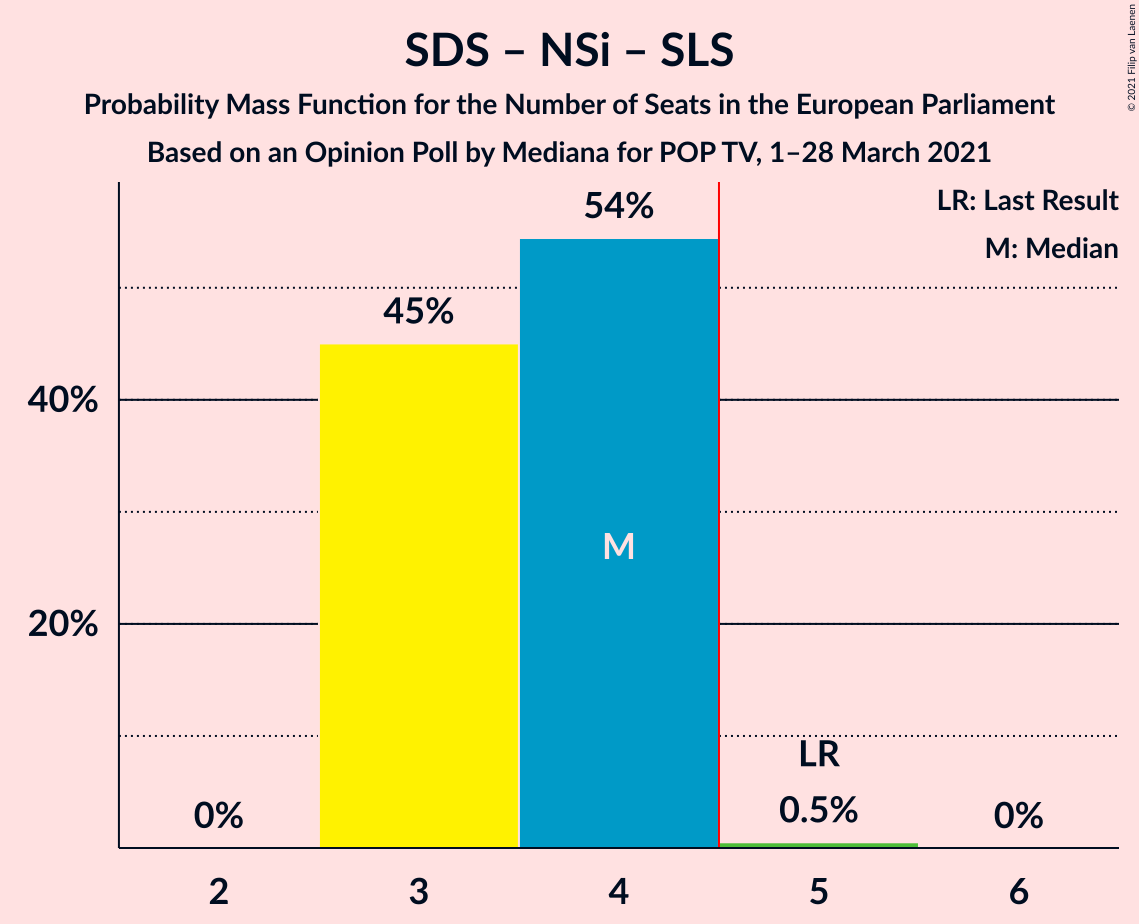 SDS – NSi – SLS
Probability Mass Function for the Number of Seats in the European Parliament
Based on an Opinion Poll by Mediana for POP TV, 1–28 March 2021
© 2021 Filip van Laenen
LR: Last Result
M: Median
54%
45%
40%
M
20%
LR
0%
0.5%
0%
2
3
4
5
6